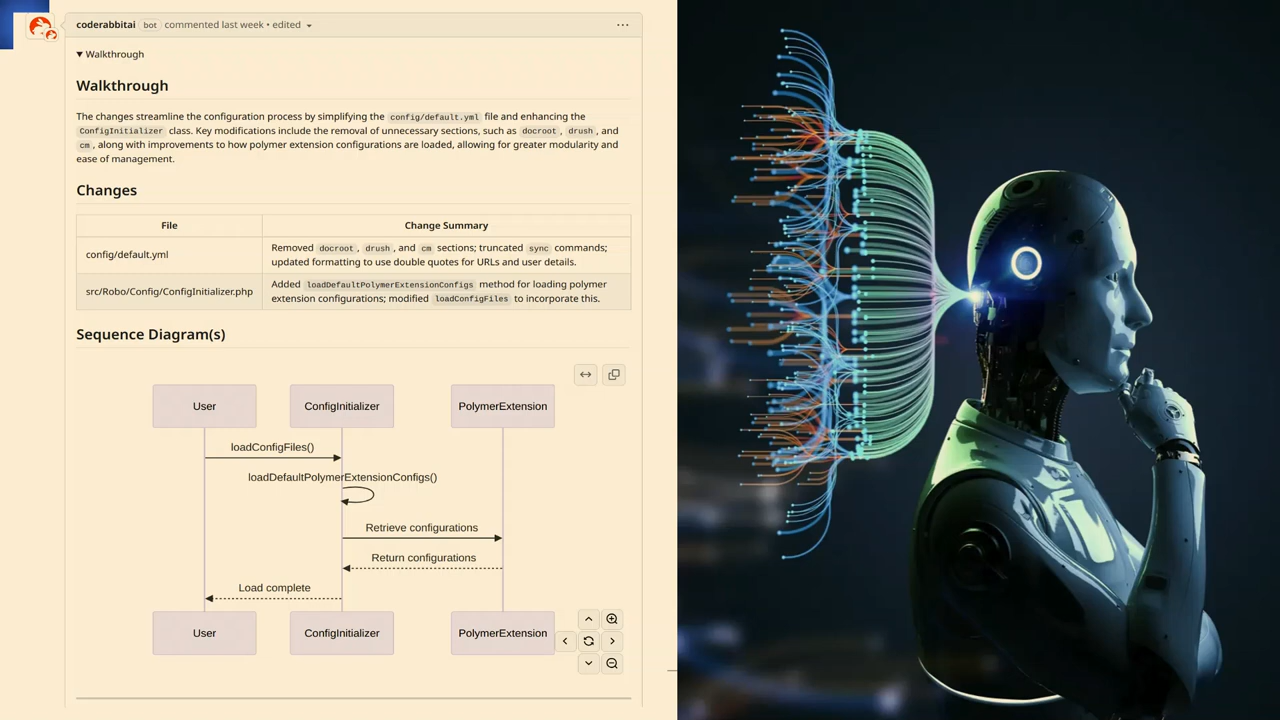 coderabbitai bot commented last week • edited
Walkthrough
Walkthrough
The changes streamline the configuration process by simplifying the config/default.yml file and enhancing the
ConfigInitializer class. Key modifications include the removal of unnecessary sections, such as docroot , drush , and
cm , along with improvements to how polymer extension configurations are loaded, allowing for greater modularity and
ease of management.
Changes
File Change Summary
config/default.yml
Removed docroot , drush , and cm sections; truncated sync commands;
updated formatting to use double quotes for URLs and user details.
src/Robo/Config/ConfigInitializer.php
Added loadDefaultPolymerExtensionConfigs method for loading polymer
extension configurations; modified loadConfigFiles to incorporate this.
Sequence Diagram(s)
User ConfigInitializer PolymerExtension
loadConfigFiles()
loadDefaultPolymerExtensionConfigs()
Retrieve configurations
Return configurations
Load complete
User ConfigInitializer PolymerExtension